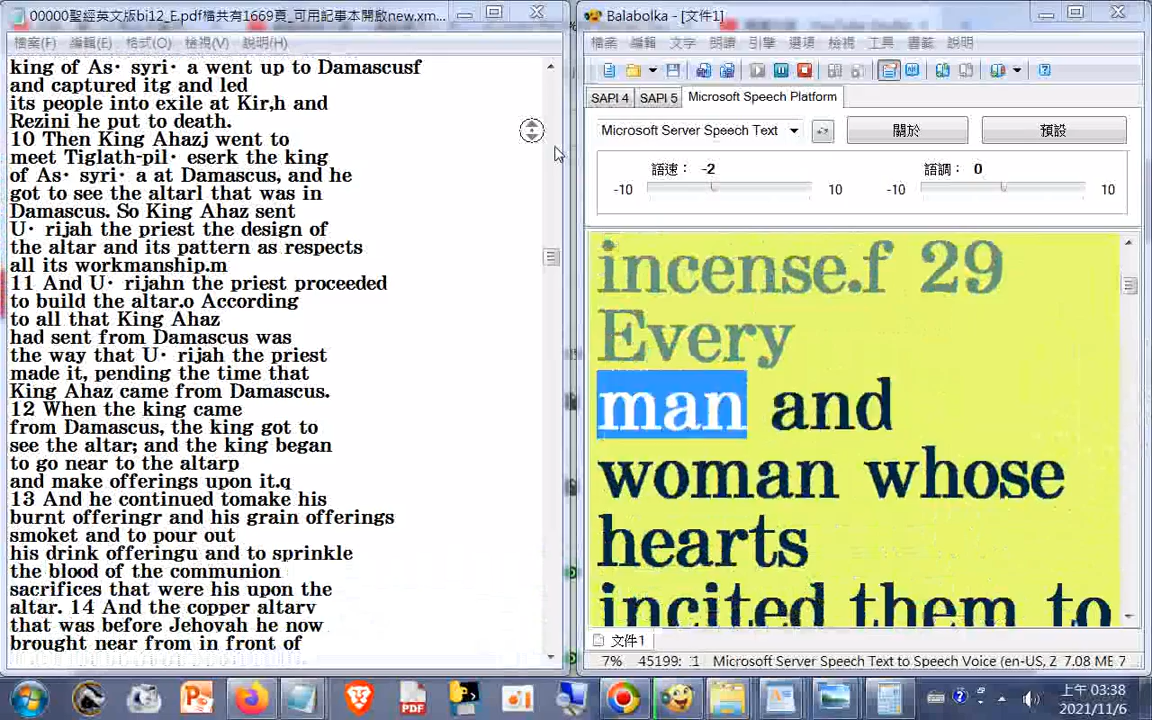 00000聖經英文版bi12_E.pdf檔共有1669頁_可用記事本開啟new.xm...
檔案(F) 編輯(E) 格式(O) 檢視(V) 說明(H)
king of As· syri· a went up to Damascusf
and captured itg and led
its people into exile at Kir,h and
Rezini he put to death.
10 Then King Ahazj went to
meet Tiglath-pil· eserk the king
of As· syri· a at Damascus, and he
got to see the altarl that was in
Damascus. So King Ahaz sent
U· rijah the priest the design of
the altar and its pattern as respects
all its workmanship.m
11 And U· rijahn the priest proceeded
to build the altar.o According
to all that King Ahaz
had sent from Damascus was
the way that U· rijah the priest
made it, pending the time that
King Ahaz came from Damascus.
12 When the king came
from Damascus, the king got to
see the altar; and the king began
to go near to the altarp
and make offerings upon it.q
13 And he continued tomake his
burnt offeringr and his grain offerings
smoket and to pour out
his drink offeringu and to sprinkle
the blood of the communion
sacrifices that were his upon the
altar. 14 And the copper altarv
that was before Jehovah he now
brought near from in front of
Balabolka - [文件1]
檔案 編輯 文字 朗讀 引擎 選項 檢視 工具 書籤 說明
SAPI 4 SAPI 5 Microsoft Speech Platform
Microsoft Server Speech Text 關於 預設
語速： -2 語調： 0
-10 10 -10 10
incense.f 29
Every
man and
woman whose
hearts
incited them to
文件1
7% 45199: 1 Microsoft Server Speech Text to Speech Voice (en-US, Z 7.08 MB 7
上午 03:38
2021/11/6